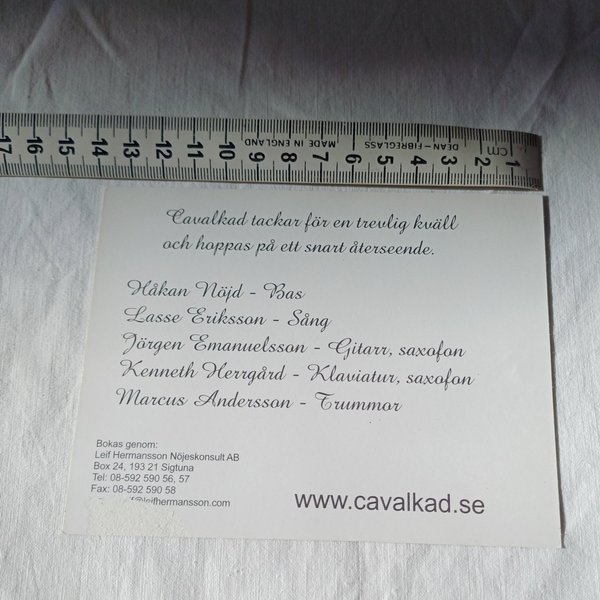 17 16 15 14 13 12 11 10 9 8 7 6 5 4 3 2 1 cm
MADE IN ENGLAND
DEAN - FIBREGLASS
Cavalkad tackar för en trevlig kväll
och hoppas på ett snart återseende.
Håkan Nöjd - Bas
Lasse Eriksson - Sång
Jörgen Emanuelsson - Gitarr, saxofon
Kenneth Herrgård - Klaviatur, saxofon
Marcus Andersson - Trummor
Bokas genom:
Leif Hermansson Nöjeskonsult AB
Box 24, 193 21 Sigtuna
Tel: 08-592 590 56, 57
Fax: 08-592 590 58
@leifhermansson.com
www.cavalkad.se